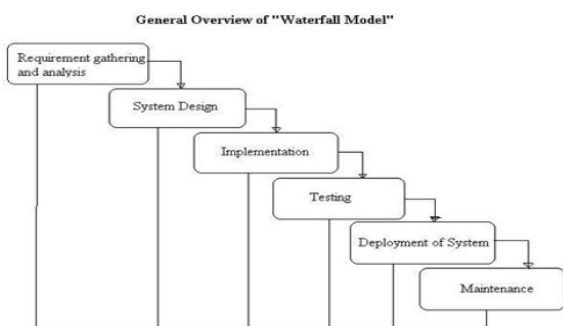 General Overview of "Waterfall Model"
Requirement gathering
and analysis
System Design
Implementation
Testing
Deployment of System
Maintenance